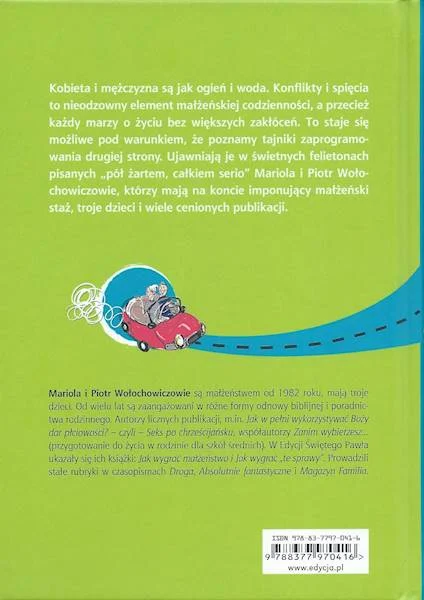 Kobieta i mężczyzna są jak ogień i woda. Konflikty i spięcia
to nieodzowny element małżeńskiej codzienności, a przecież
każdy marzy o życiu bez większych zakłóceń. To staje się
możliwe pod warunkiem, że poznamy tajniki zaprogramo-
wania drugiej strony. Ujawniają je w świetnych felietonach
pisanych „pół żartem, całkiem serio” Mariola i Piotr Woło-
chowiczowie, którzy mają na koncie imponujący małżeński
staż, troje dzieci i wiele cenionych publikacji.
Mariola i Piotr Wołochowiczowie są małżeństwem od 1982 roku, mają troje
dzieci. Od wielu lat są zaangażowani w różne formy odnowy biblijnej i poradnic-
twa rodzinnego. Autorzy licznych publikacji, m.in. Jak w pełni wykorzystywać Boży
dar płciowości? – czyli – Seks po chrześcijańsku, współautorzy Zanim wybierzesz...
(przygotowanie do życia w rodzinie dla szkół średnich). W Edycji Świętego Pawła
ukazały się ich książki: Jak wygrać małżeństwo i Jak wygrać „te sprawy”. Prowadzili
stałe rubryki w czasopismach Droga, Absolutnie fantastyczne i Magazyn Familia.
ISBN 978-83-7797-041-6
9 788377 970416 >
www.edycja.pl